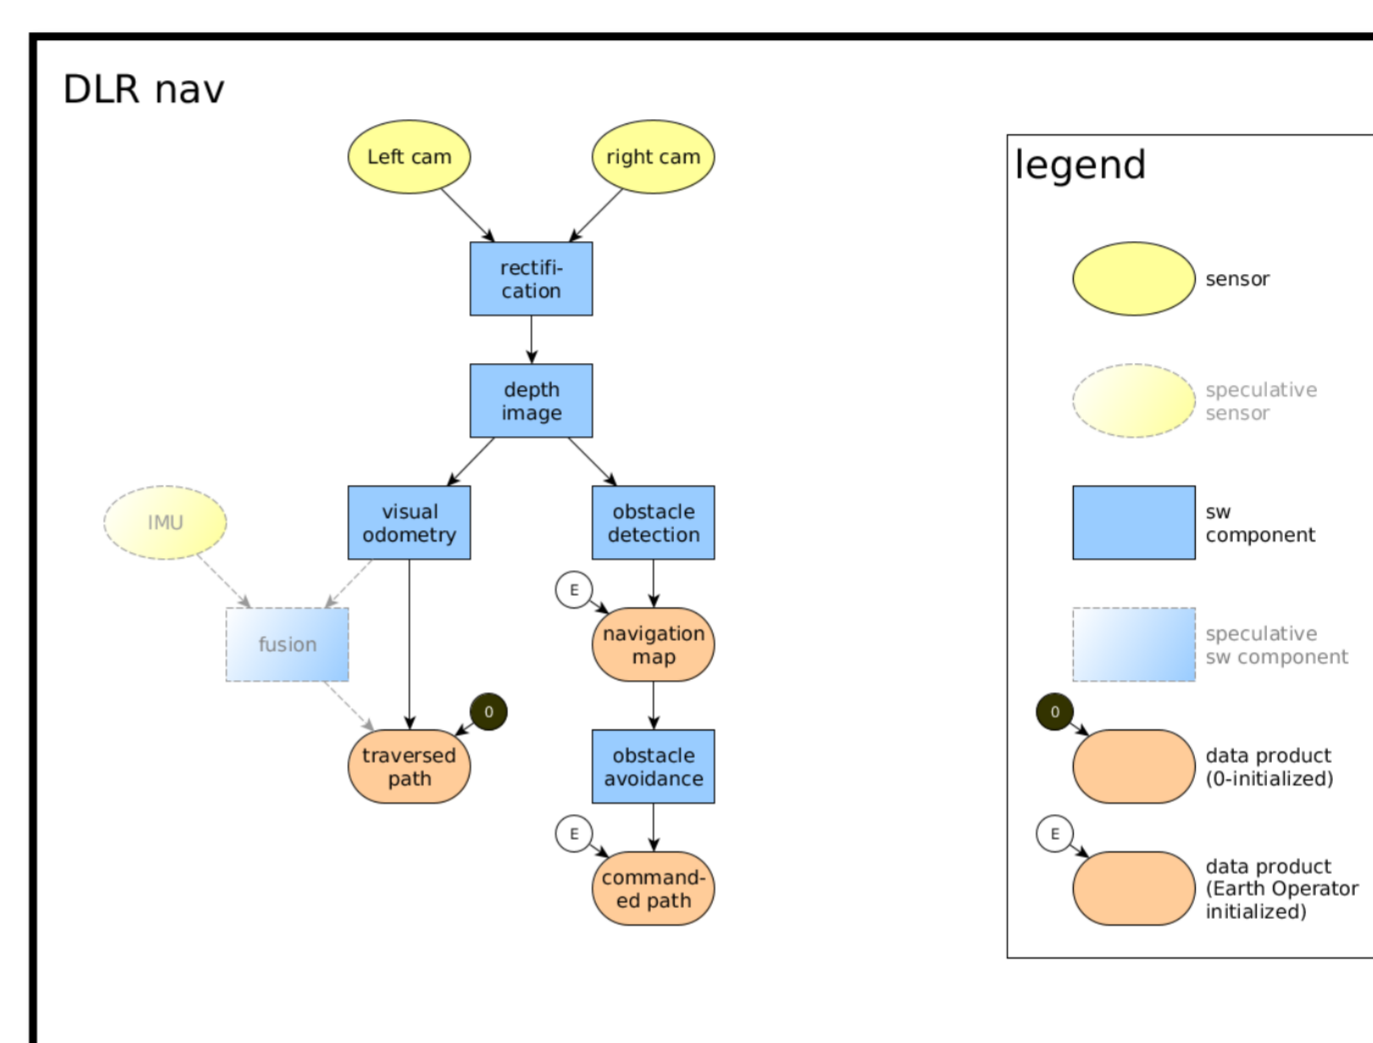 DLR nav
Left cam
right cam
rectifi-
cation
depth
image
visual
odometry
obstacle
detection
IMU
E
fusion
navigation
map
0
traversed
path
obstacle
avoidance
E
command-
ed path
legend
sensor
speculative
sensor
sw
component
speculative
sw component
0
data product
(0-initialized)
E
data product
(Earth Operator
initialized)